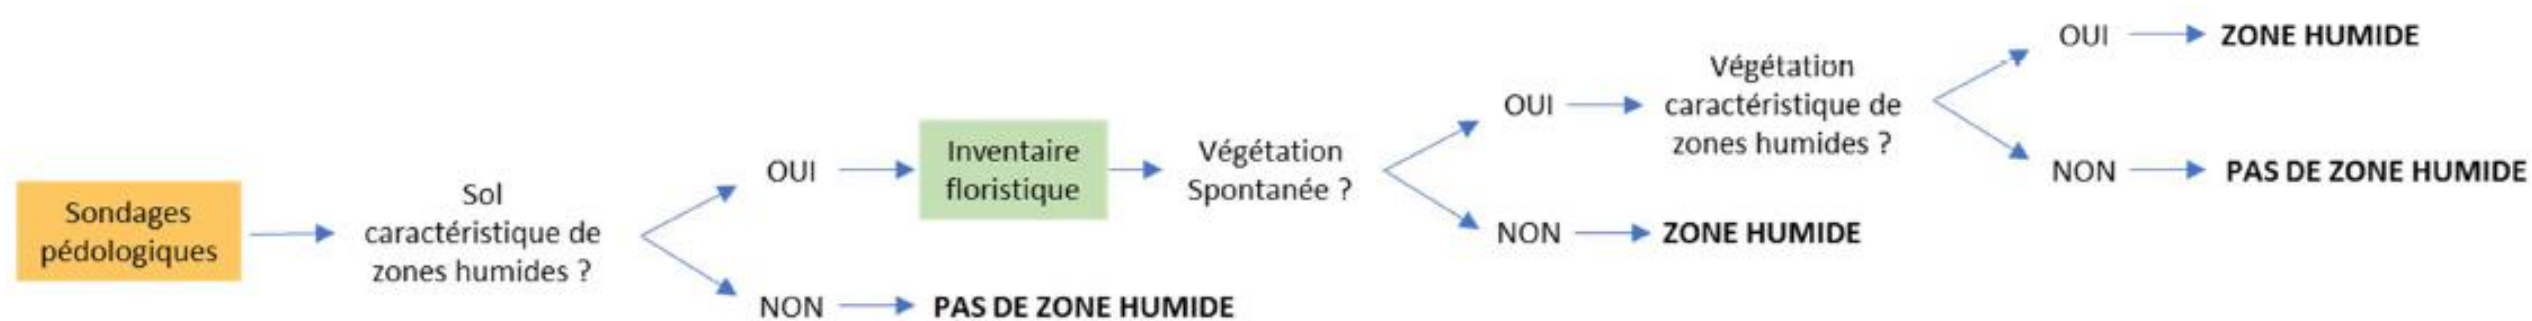 Sondages
pédologiques
Sol
caractéristique de
zones humides ?
OUI
NON
PAS DE ZONE HUMIDE
Inventaire
floristique
Végétation
Spontanée ?
OUI
NON
ZONE HUMIDE
Végétation
caractéristique de
zones humides ?
OUI
ZONE HUMIDE
NON
PAS DE ZONE HUMIDE